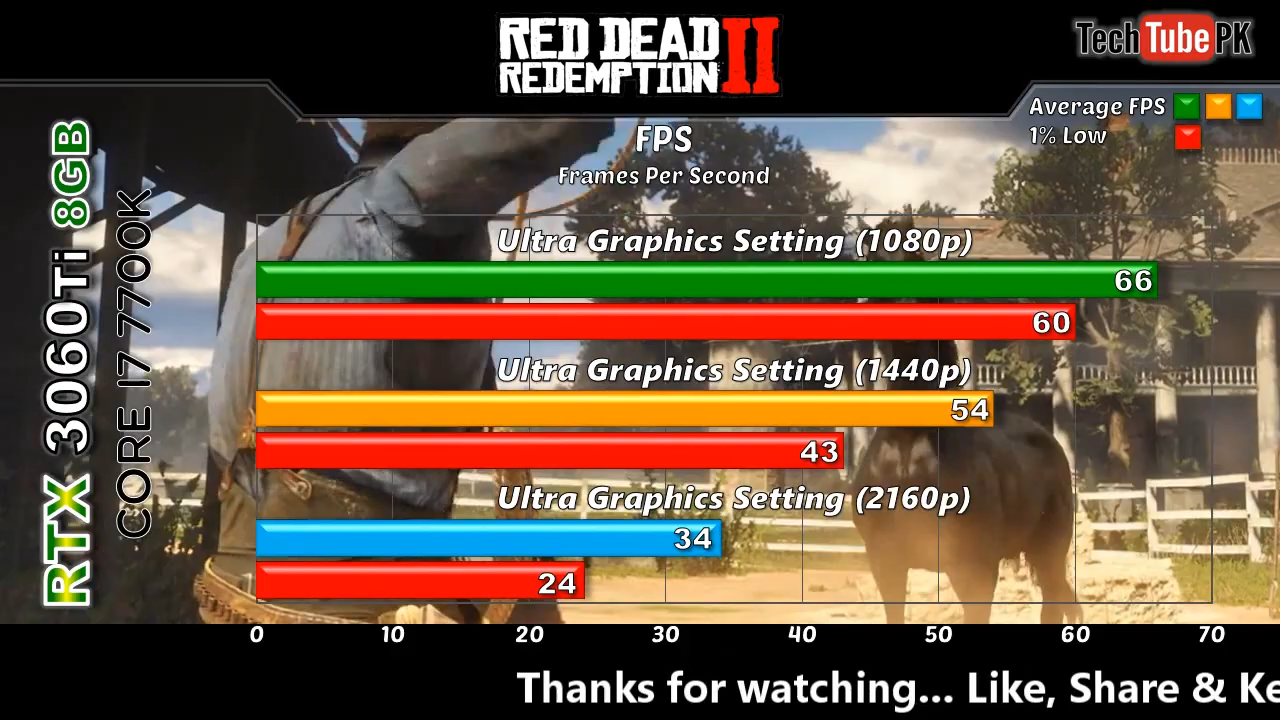 RED DEAD
REDEMPTION II
TechTubePK
Average FPS
1% Low
FPS
Frames Per Second
RTX 3060Ti 8GB
CORE I7 7700K
Ultra Graphics Setting (1080p)
66
60
Ultra Graphics Setting (1440p)
54
43
Ultra Graphics Setting (2160p)
34
24
0 10 20 30 40 50 60 70
Thanks for watching... Like, Share & Ke